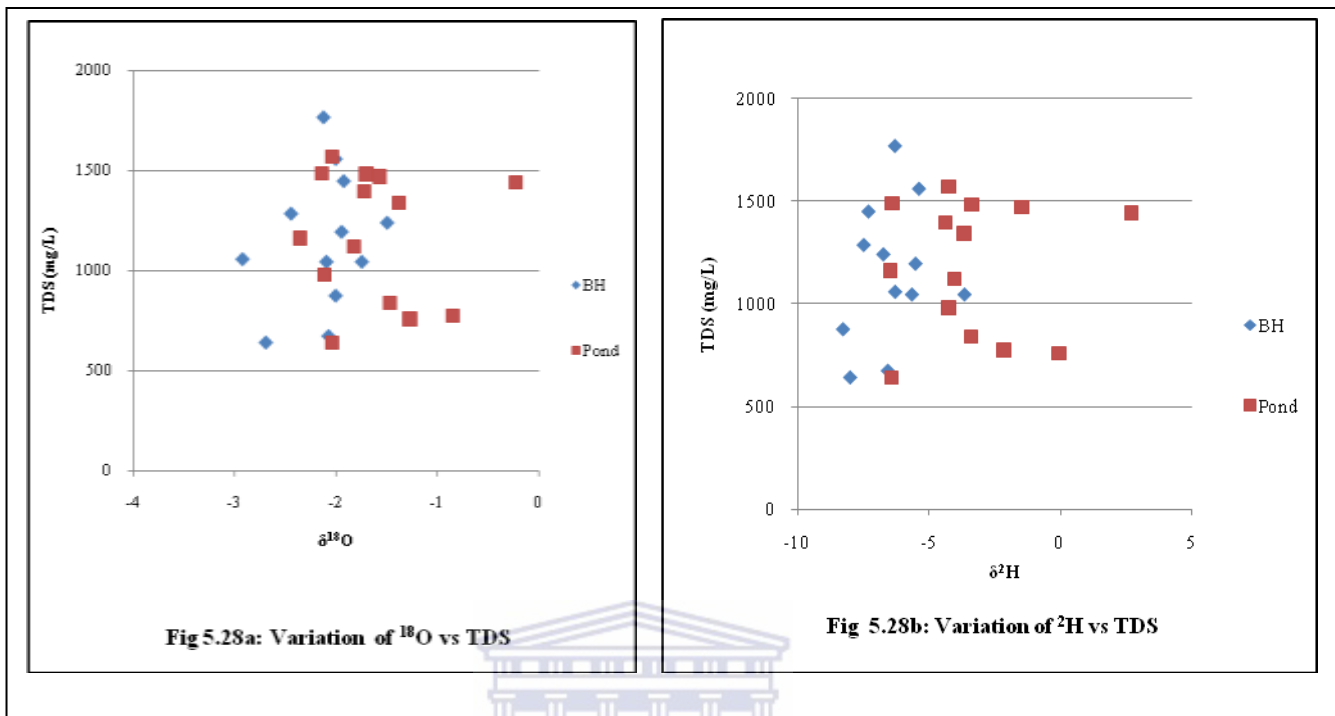 2000
1500
1000
500
0
TDS (mg/L)
-4 -3 -2 -1 0
δ¹⁸O
BH
Pond
Fig 5.28a: Variation of ¹⁸O vs TDS
2000
1500
1000
500
0
TDS (mg/L)
-10 -5 0 5
δ²H
BH
Pond
Fig 5.28b: Variation of ²H vs TDS